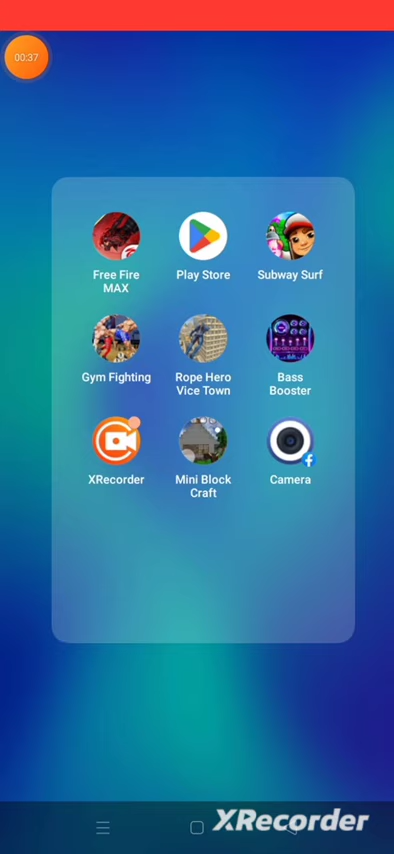 00:37
Free Fire
MAX
Play Store
Subway Surf
Gym Fighting
Rope Hero
Vice Town
Bass
Booster
XRecorder
Mini Block
Craft
Camera
XRecorder